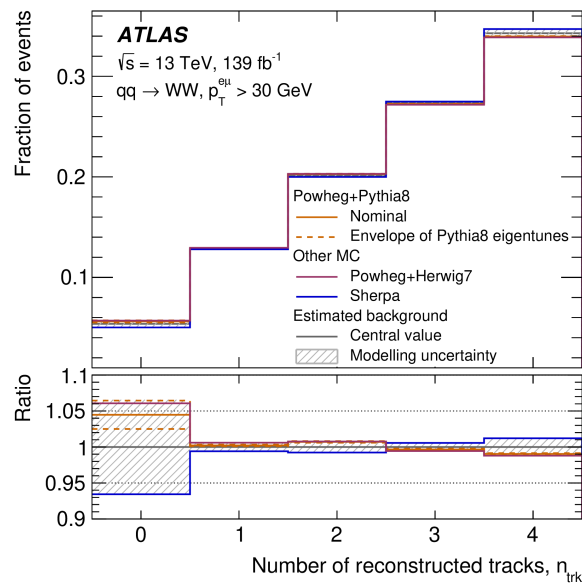 ATLAS
√s = 13 TeV, 139 fb⁻¹
qq → WW, p_T^{eμ} > 30 GeV
Fraction of events
0.3
0.2
0.1
Powheg+Pythia8
Nominal
Envelope of Pythia8 eigentunes
Other MC
Powheg+Herwig7
Sherpa
Estimated background
Central value
Modelling uncertainty
Ratio
1.1
1.05
1
0.95
0.9
0 1 2 3 4
Number of reconstructed tracks, n_trk